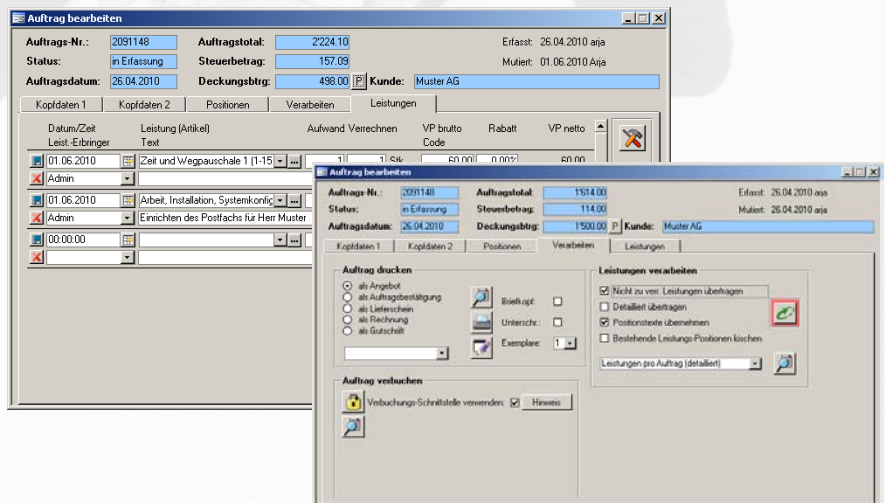 Auftrag bearbeiten
Auftrags-Nr.: 2091148 Auftragstotal: 2'224.10 Erfasst: 26.04.2010 arja
Status: in Erfassung Steuerbetrag: 157.09 Mutiert: 01.06.2010 Arja
Auftragsdatum: 26.04.2010 Deckungsbtrg: 498.00 P Kunde: Muster AG
Kopfdaten 1 Kopfdaten 2 Positionen Verarbeiten Leistungen
Datum/Zeit Leistung (Artikel) Aufwand Verrechnen VP brutto Rabatt VP netto
Leist.-Erbringer Text Code
01.06.2010 Zeit und Wegpauschale 1 (1-15 ... 1 1 Stk 60.00 0.00% 60.00
Admin
01.06.2010 Arbeit, Installation, Systemkonfig ...
Admin Einrichten des Postfachs für Herr Muster
00:00:00 ...
Auftrag bearbeiten
Auftrags-Nr.: 2091148 Auftragstotal: 1'614.00 Erfasst: 26.04.2010 arja
Status: in Erfassung Steuerbetrag: 114.00 Mutiert: 26.04.2010 arja
Auftragsdatum: 26.04.2010 Deckungsbtrg: 1'500.00 P Kunde: Muster AG
Kopfdaten 1 Kopfdaten 2 Positionen Verarbeiten Leistungen
Auftrag drucken
als Angebot
als Auftragsbestätigung
als Lieferschein
als Rechnung
als Gutschrift
Briefkopf:
Unterschr.:
Exemplare: 1
Leistungen verarbeiten
Nicht zu verr. Leistungen übertragen
Detailliert übertragen
Positionstexte übernehmen
Bestehende Leistungs-Positionen löschen
Leistungen pro Auftrag (detailliert)
Auftrag verbuchen
Verbuchungs-Schnittstelle verwenden: Hinweis